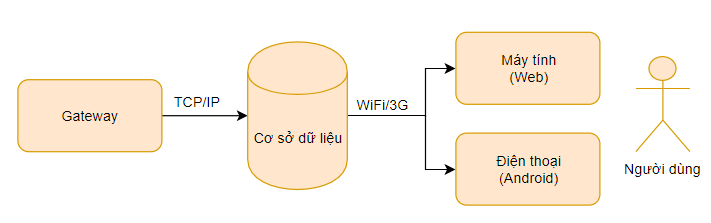 Gateway
TCP/IP
Cơ sở dữ liệu
WiFi/3G
Máy tính
(Web)
Điện thoại
(Android)
Người dùng